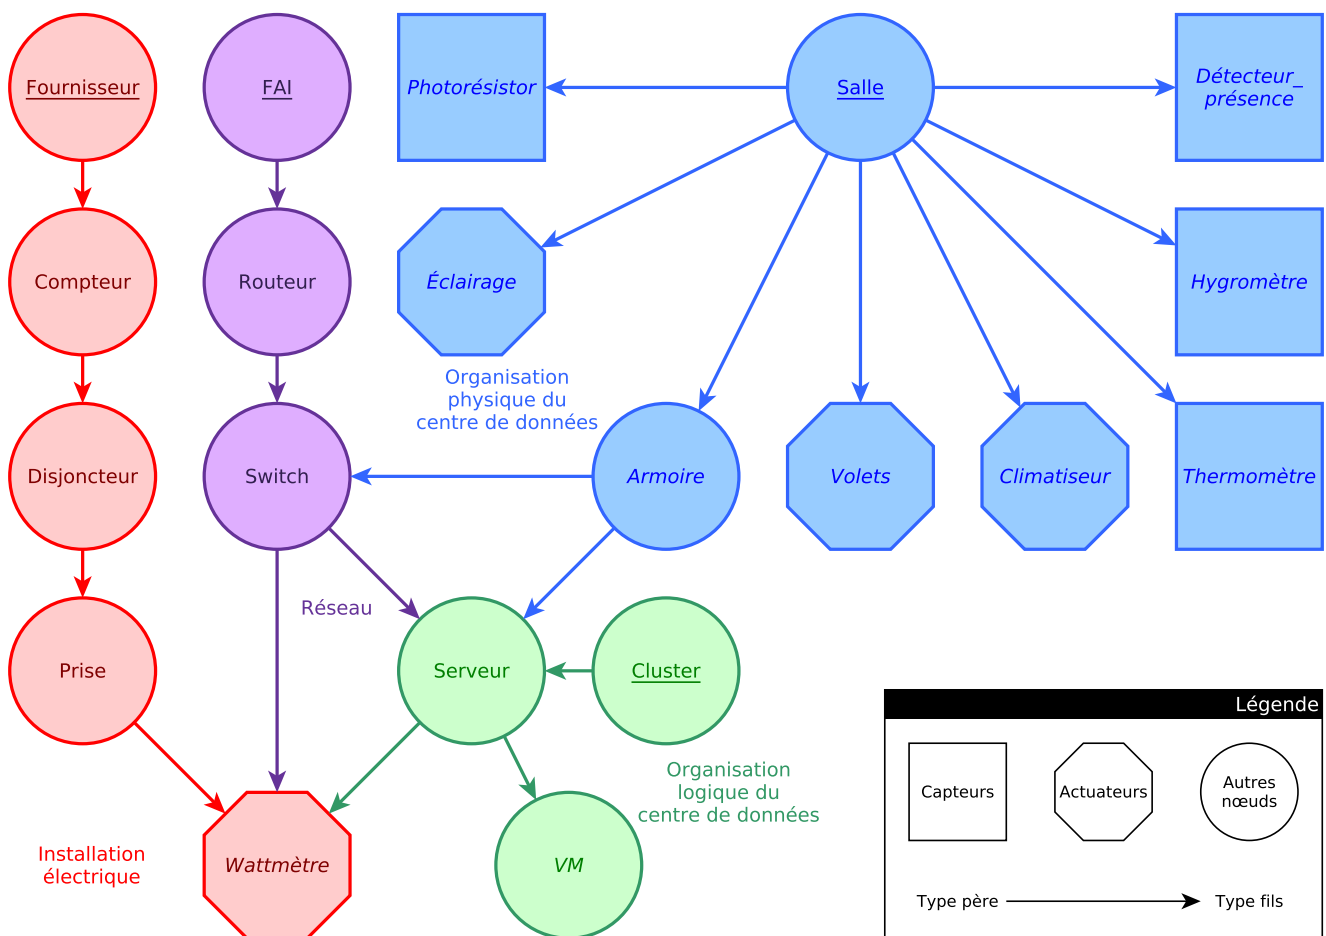 Fournisseur
FAI
Photorésistor
Salle
Détecteur_
présence
Compteur
Routeur
Éclairage
Hygromètre
Organisation
physique du
centre de données
Disjoncteur
Switch
Armoire
Volets
Climatiseur
Thermomètre
Réseau
Prise
Serveur
Cluster
Organisation
logique du
centre de données
Installation
électrique
Wattmètre
VM
Légende
Capteurs
Actuateurs
Autres
nœuds
Type père
Type fils